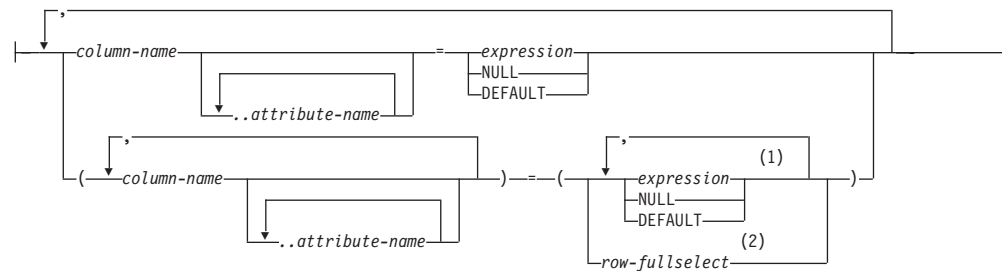 ,
column-name = expression
NULL
DEFAULT
..attribute-name
, ,
(1)
( column-name ) = ( expression )
NULL
DEFAULT
..attribute-name
(2)
row-fullselect